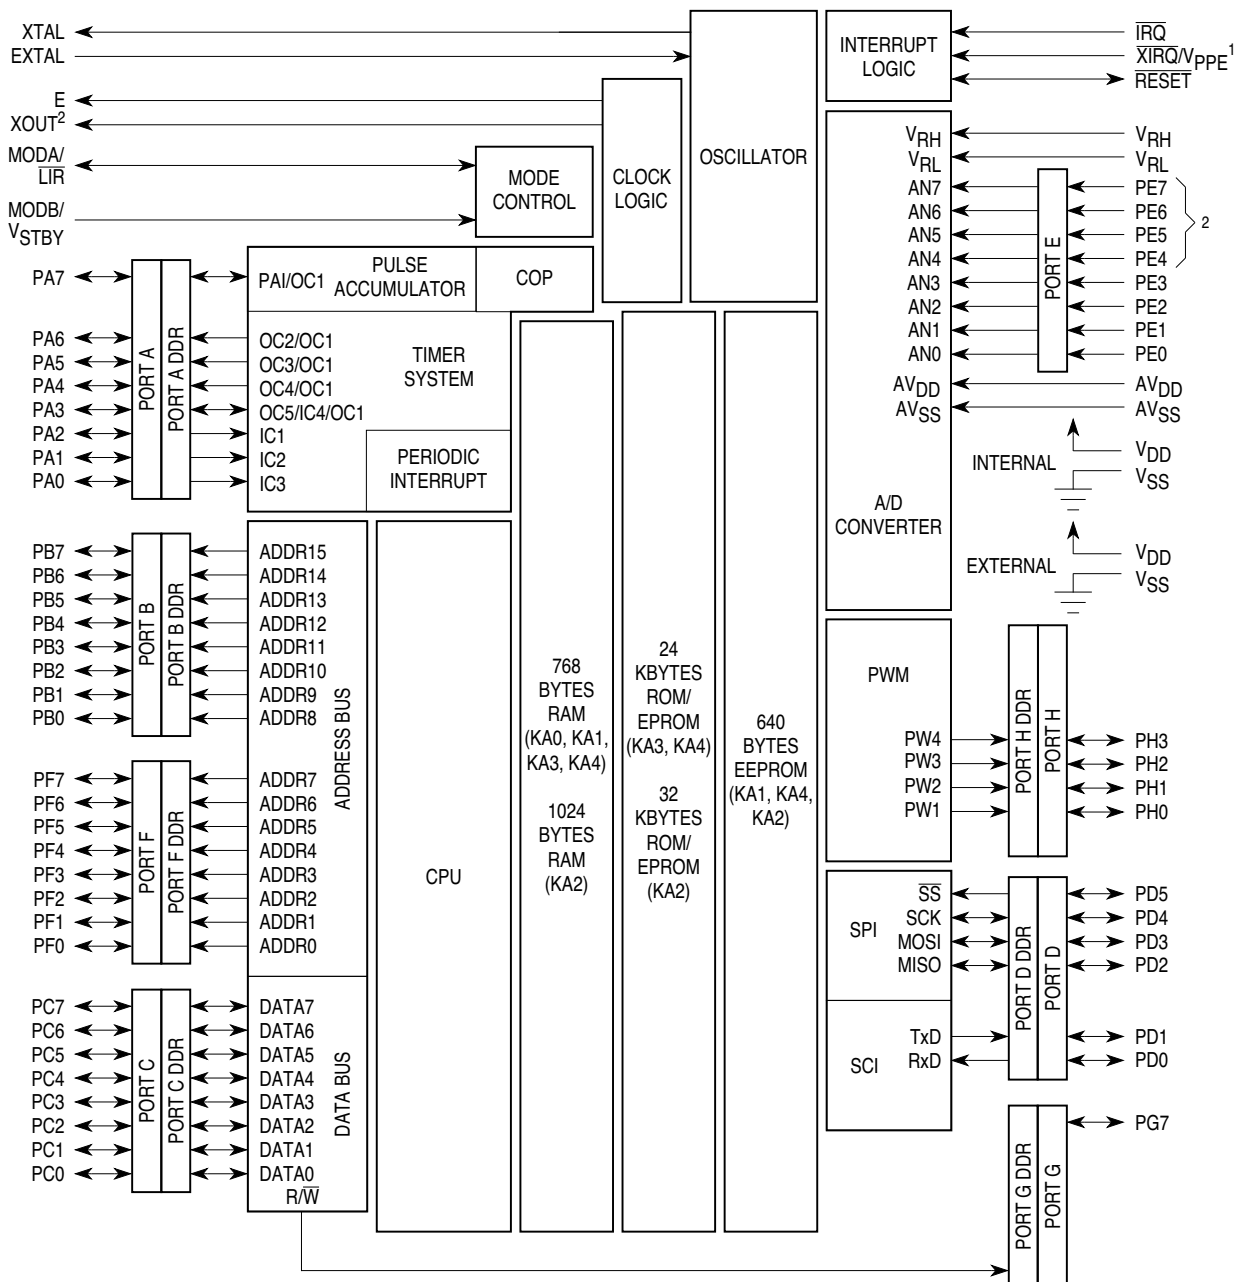 XTAL
EXTAL
E
XOUT2
MODA/
LIR
MODB/
VSTBY
OSCILLATOR
CLOCK
LOGIC
MODE
CONTROL
INTERRUPT
LOGIC
IRQ
XIRQ/VPPE1
RESET
PA7
PA6
PA5
PA4
PA3
PA2
PA1
PA0
PORT A
PORT A DDR
PAI/OC1
PULSE
ACCUMULATOR
COP
OC2/OC1
OC3/OC1
OC4/OC1
OC5/IC4/OC1
IC1
IC2
IC3
TIMER
SYSTEM
PERIODIC
INTERRUPT
PB7
PB6
PB5
PB4
PB3
PB2
PB1
PB0
PORT B
PORT B DDR
ADDR15
ADDR14
ADDR13
ADDR12
ADDR11
ADDR10
ADDR9
ADDR8
ADDRESS BUS
PF7
PF6
PF5
PF4
PF3
PF2
PF1
PF0
PORT F
PORT F DDR
ADDR7
ADDR6
ADDR5
ADDR4
ADDR3
ADDR2
ADDR1
ADDR0
PC7
PC6
PC5
PC4
PC3
PC2
PC1
PC0
PORT C
PORT C DDR
DATA7
DATA6
DATA5
DATA4
DATA3
DATA2
DATA1
DATA0
R/W
DATA BUS
CPU
768
BYTES
RAM
(KA0, KA1,
KA3, KA4)
1024
BYTES
RAM
(KA2)
24
KBYTES
ROM/
EPROM
(KA3, KA4)
32
KBYTES
ROM/
EPROM
(KA2)
640
BYTES
EEPROM
(KA1, KA4,
KA2)
VRH
VRL
AN7
AN6
AN5
AN4
AN3
AN2
AN1
AN0
AVDD
AVSS
A/D
CONVERTER
PORT E
VRH
VRL
PE7
PE6
PE5
PE4
PE3
PE2
PE1
PE0
2
AVDD
AVSS
INTERNAL
VDD
VSS
EXTERNAL
VDD
VSS
PWM
PW4
PW3
PW2
PW1
PORT H DDR
PORT H
PH3
PH2
PH1
PH0
SPI
SS
SCK
MOSI
MISO
SCI
TxD
RxD
PORT D DDR
PORT D
PD5
PD4
PD3
PD2
PD1
PD0
PORT G DDR
PORT G
PG7